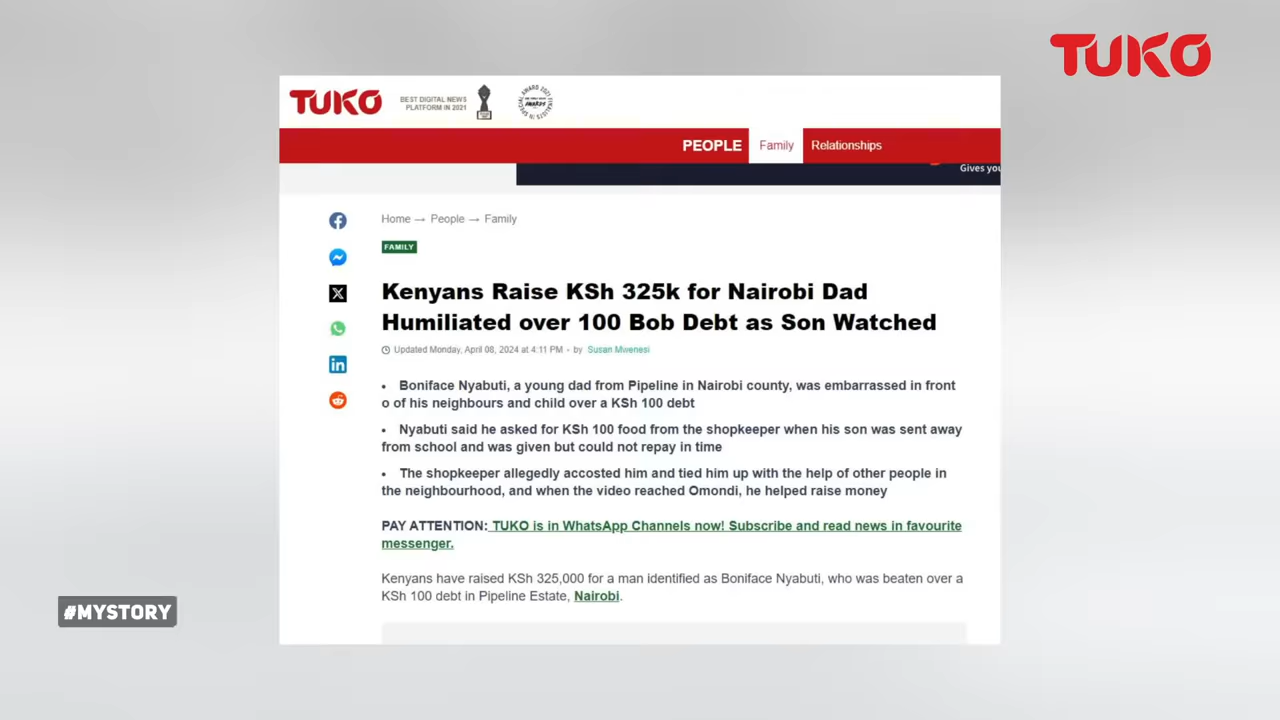 TUKO
TUKO
BEST DIGITAL NEWS
PLATFORM IN 2021
PEOPLE Family Relationships
Gives you
Home → People → Family
FAMILY
Kenyans Raise KSh 325k for Nairobi Dad
Humiliated over 100 Bob Debt as Son Watched
Updated Monday, April 08, 2024 at 4:11 PM - by Susan Mwenesi
• Boniface Nyabuti, a young dad from Pipeline in Nairobi county, was embarrassed in front
o of his neighbours and child over a KSh 100 debt
• Nyabuti said he asked for KSh 100 food from the shopkeeper when his son was sent away
from school and was given but could not repay in time
• The shopkeeper allegedly accosted him and tied him up with the help of other people in
the neighbourhood, and when the video reached Omondi, he helped raise money
PAY ATTENTION: TUKO is in WhatsApp Channels now! Subscribe and read news in favourite
messenger.
Kenyans have raised KSh 325,000 for a man identified as Boniface Nyabuti, who was beaten over a
KSh 100 debt in Pipeline Estate, Nairobi.
#MYSTORY